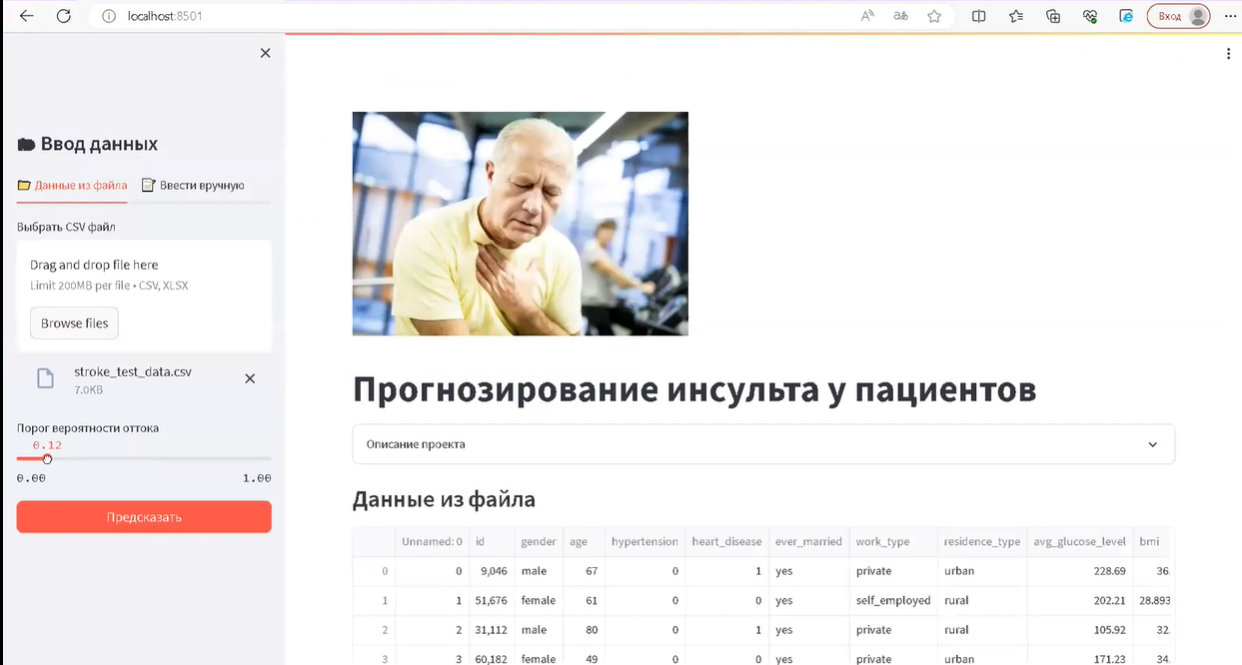 localhost:8501
Вход
Ввод данных
Данные из файла
Ввести вручную
Выбрать CSV файл
Drag and drop file here
Limit 200MB per file • CSV, XLSX
Browse files
stroke_test_data.csv
7.0KB
Порог вероятности оттока
0.12
0.00 1.00
Предсказать
Прогнозирование инсульта у пациентов
Описание проекта
Данные из файла
Unnamed: 0 id gender age hypertension heart_disease ever_married work_type residence_type avg_glucose_level bmi
0 0 9,046 male 67 0 1 yes private urban 228.69 36.
1 1 51,676 female 61 0 0 yes self_employed rural 202.21 28.893
2 2 31,112 male 80 0 1 yes private rural 105.92 32.
3 3 60,182 female 49 0 0 yes private urban 171.23 34.